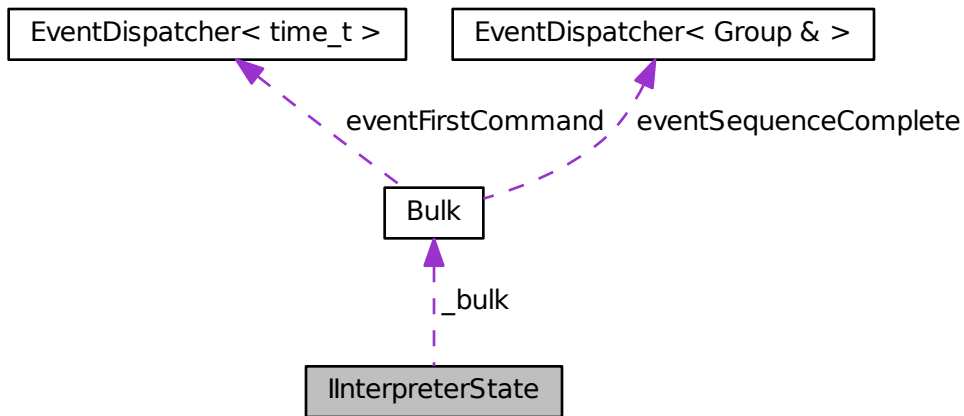 EventDispatcher< time_t >
EventDispatcher< Group & >
eventFirstCommand
eventSequenceComplete
Bulk
_bulk
IInterpreterState